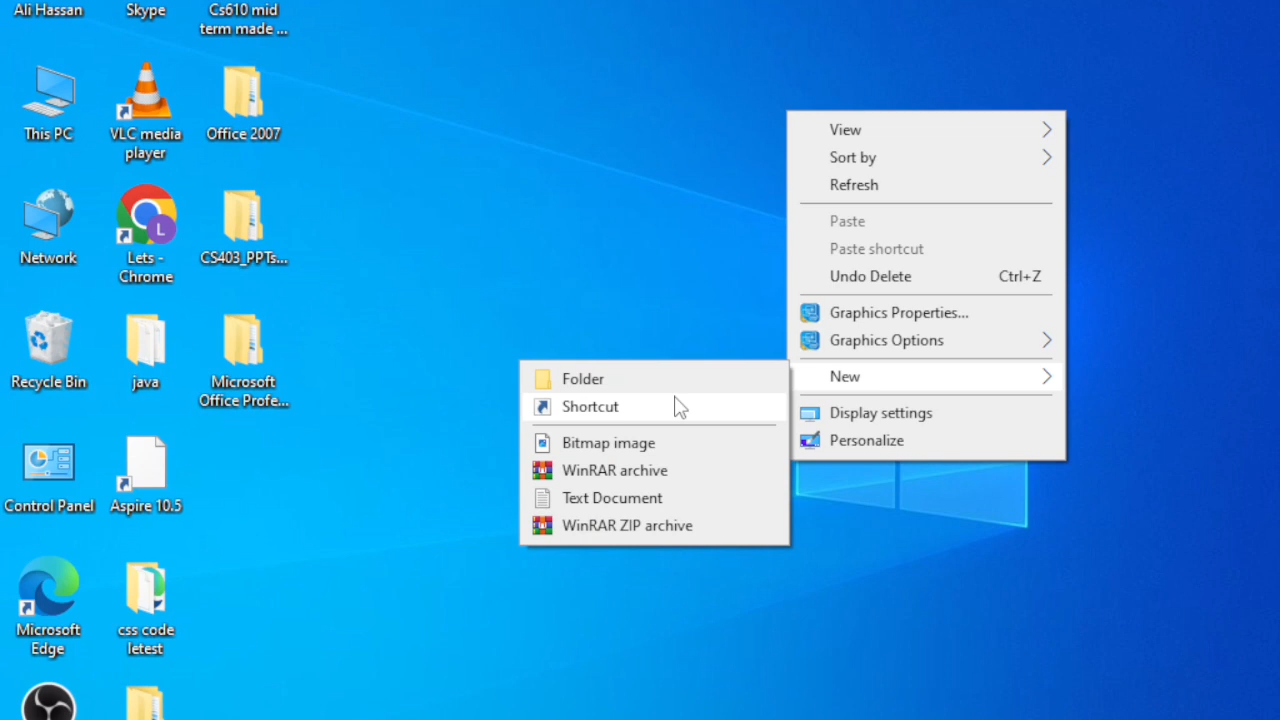 Ali Hassan
Skype
Cs610 mid
term made ...
This PC
VLC media
player
Office 2007
Network
Lets -
Chrome
CS403_PPTs...
Recycle Bin
java
Microsoft
Office Profe...
Control Panel
Aspire 10.5
Microsoft
Edge
css code
letest
View
Sort by
Refresh
Paste
Paste shortcut
Undo Delete Ctrl+Z
Graphics Properties...
Graphics Options
New
Display settings
Personalize
Folder
Shortcut
Bitmap image
WinRAR archive
Text Document
WinRAR ZIP archive
L